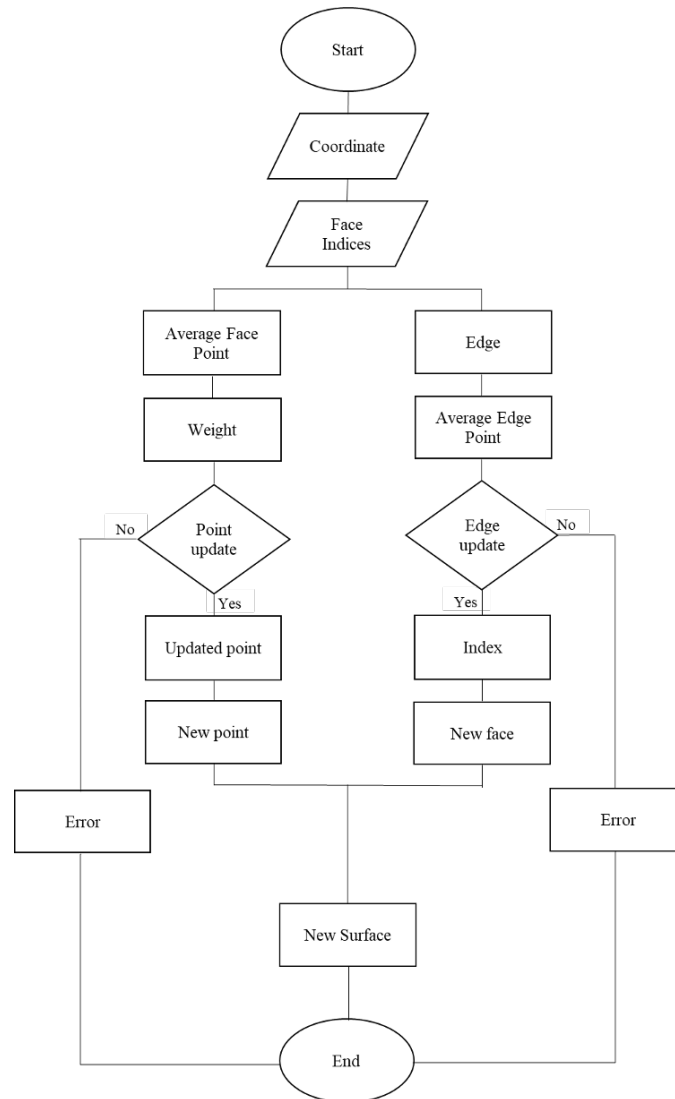 Start
Coordinate
Face
Indices
Average Face
Point
Edge
Weight
Average Edge
Point
No
Point
update
Edge
update
No
Yes
Yes
Updated point
Index
New point
New face
Error
Error
New Surface
End